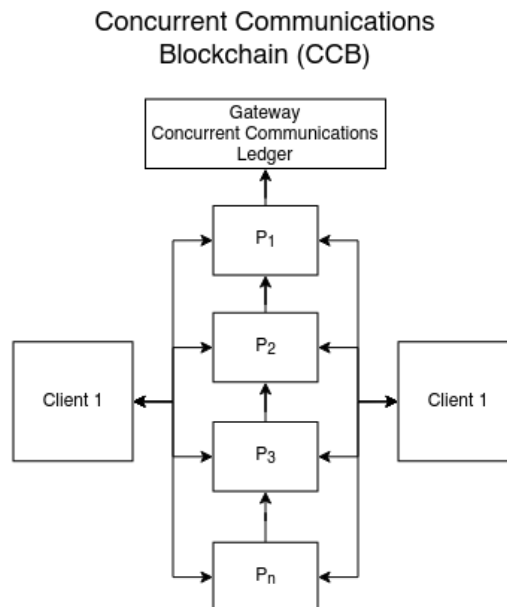 Concurrent Communications
Blockchain (CCB)
Gateway
Concurrent Communications
Ledger
P₁
P₂
Client 1
Client 1
P₃
Pₙ